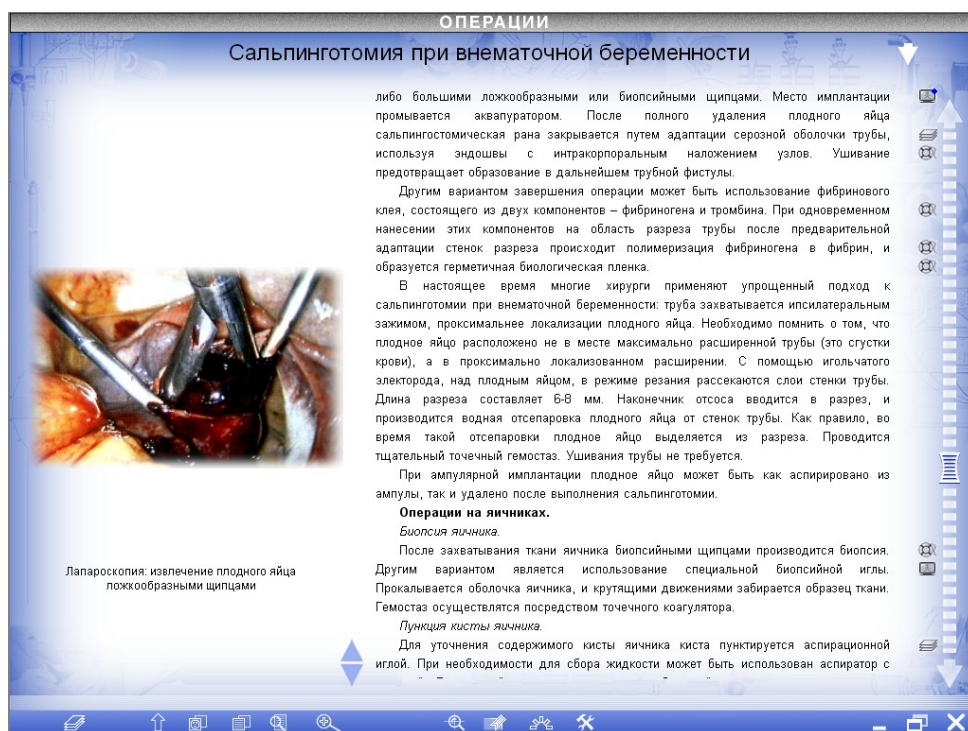 ОПЕРАЦИИ
Сальпинготомия при внематочной беременности
либо большими ложкообразными или биопсийными щипцами. Место имплантации
промывается аквапуратором. После полного удаления плодного яйца
сальпингостомическая рана закрывается путем адаптации серозной оболочки трубы,
используя эндошвы с интракорпоральным наложением узлов. Ушивание
предотвращает образование в дальнейшем трубной фистулы.
Другим вариантом завершения операции может быть использование фибринового
клея, состоящего из двух компонентов – фибриногена и тромбина. При одновременном
нанесении этих компонентов на область разреза трубы после предварительной
адаптации стенок разреза происходит полимеризация фибриногена в фибрин, и
образуется герметичная биологическая пленка.
В настоящее время многие хирурги применяют упрощенный подход к
сальпинготомии при внематочной беременности: труба захватывается ипсилатеральным
зажимом, проксимальнее локализации плодного яйца. Необходимо помнить о том, что
плодное яйцо расположено не в месте максимально расширенной трубы (это сгустки
крови), а в проксимально локализованном расширении. С помощью игольчатого
электорода, над плодным яйцом, в режиме резания рассекаются слои стенки трубы.
Длина разреза составляет 6-8 мм. Наконечник отсоса вводится в разрез, и
производится водная отсепаровка плодного яйца от стенок трубы. Как правило, во
время такой отсепаровки плодное яйцо выделяется из разреза. Проводится
тщательный точечный гемостаз. Ушивания трубы не требуется.
При ампулярной имплантации плодное яйцо может быть как аспирировано из
ампулы, так и удалено после выполнения сальпинготомии.
Операции на яичниках.
Биопсия яичника.
После захватывания ткани яичника биопсийными щипцами производится биопсия.
Другим вариантом является использование специальной биопсийной иглы.
Прокалывается оболочка яичника, и крутящими движениями забирается образец ткани.
Гемостаз осуществлятся посредством точечного коагулятора.
Пункция кисты яичника.
Для уточнения содержимого кисты яичника киста пунктируется аспирационной
иглой. При необходимости для сбора жидкости может быть использован аспиратор с
Лапароскопия: извлечение плодного яйца
ложкообразными щипцами